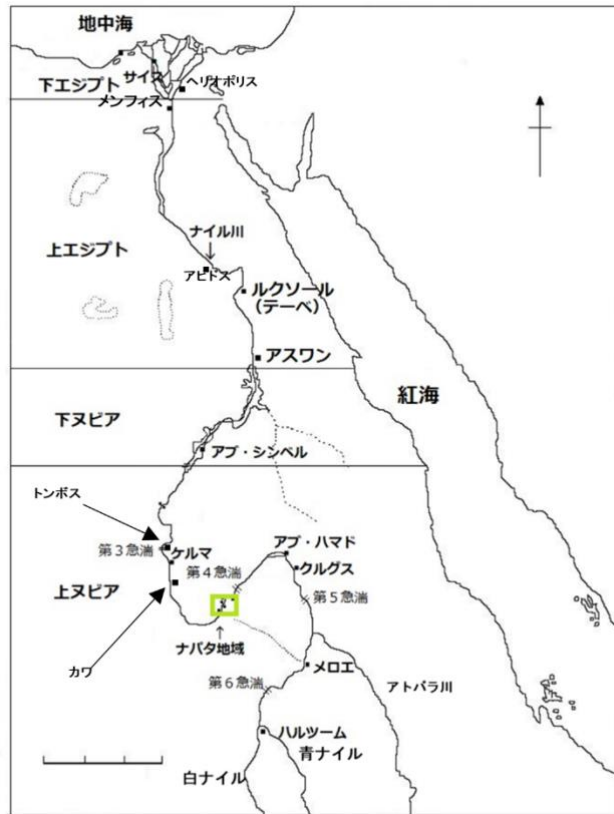 地中海
サイス
下エジプト
ヘリオポリス
メンフィス
ナイル川
上エジプト
アビドス
ルクソール
(テーベ)
アスワン
紅海
下ヌビア
アブ・シンベル
トンボス
第3急湍
ケルマ
アブ・ハマド
第4急湍
クルグス
上ヌビア
第5急湍
カワ
ナパタ地域
メロエ
第6急湍
アトバラ川
ハルツーム
青ナイル
白ナイル